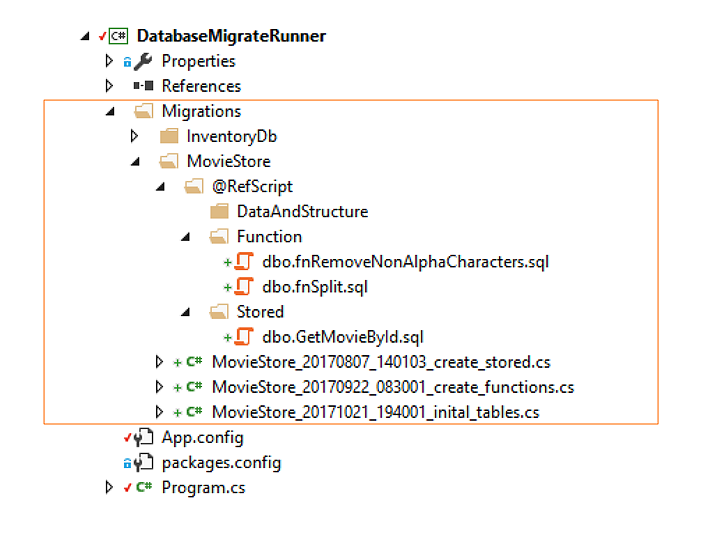 C# DatabaseMigrateRunner
Properties
References
Migrations
InventoryDb
MovieStore
@RefScript
DataAndStructure
Function
dbo.fnRemoveNonAlphaCharacters.sql
dbo.fnSplit.sql
Stored
dbo.GetMovieById.sql
C# MovieStore_20170807_140103_create_stored.cs
C# MovieStore_20170922_083001_create_functions.cs
C# MovieStore_20171021_194001_inital_tables.cs
App.config
packages.config
C# Program.cs